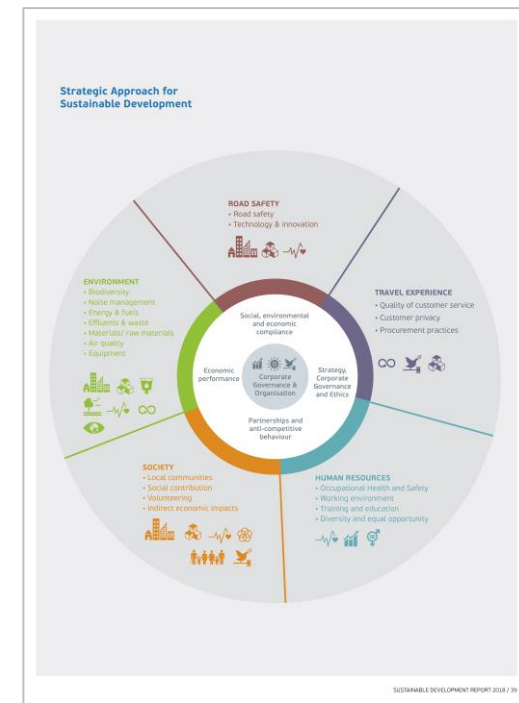 Strategic Approach for
Sustainable Development
ROAD SAFETY
• Road safety
• Technology & innovation
TRAVEL EXPERIENCE
• Quality of customer service
• Customer privacy
• Procurement practices
ENVIRONMENT
• Biodiversity
• Noise management
• Energy & fuels
• Effluents & waste
• Materials/ raw materials
• Air quality
• Equipment
Social, environmental
and economic
compliance
Economic
performance
Corporate
Governance &
Organisation
Strategy,
Corporate
Governance
and Ethics
Partnerships and
anti-competitive
behaviour
SOCIETY
• Local communities
• Social contribution
• Volunteering
• Indirect economic impacts
HUMAN RESOURCES
• Occupational Health and Safety
• Working environment
• Training and education
• Diversity and equal opportunity
SUSTAINABLE DEVELOPMENT REPORT 2018 / 39